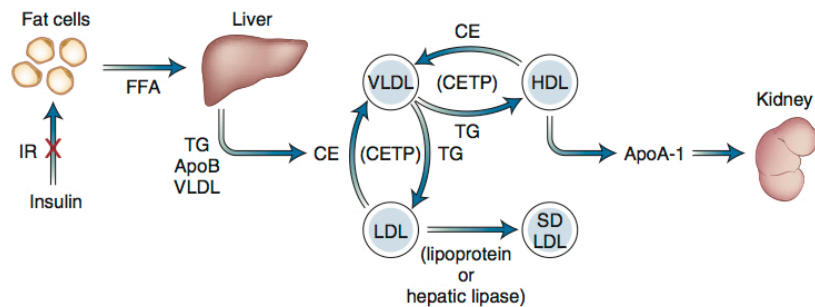 Fat cells
Liver
FFA
IR
Insulin
TG
ApoB
VLDL
CE
VLDL
(CETP)
HDL
TG
CE
(CETP)
TG
LDL
(lipoprotein
or
hepatic lipase)
SD
LDL
ApoA-1
Kidney